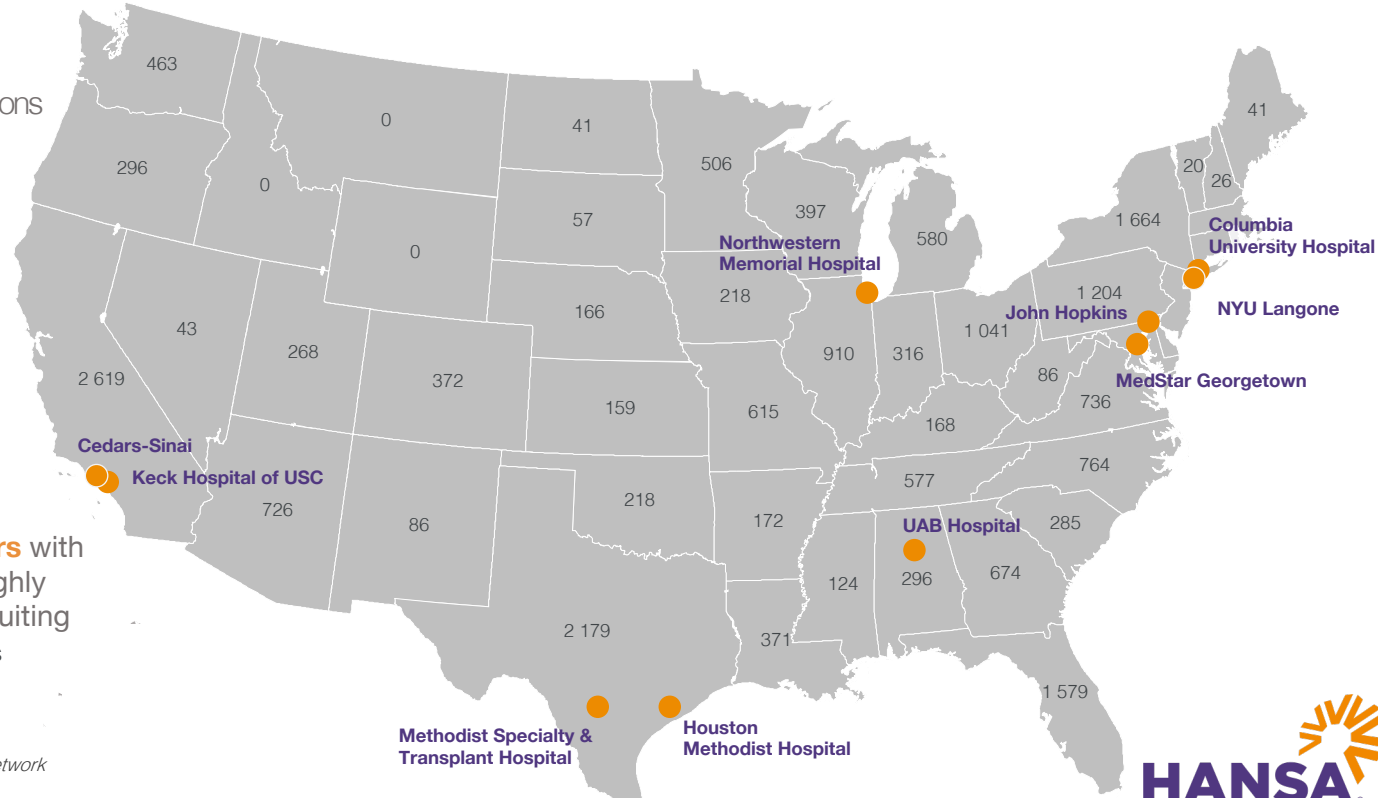 463
ons
0
41
41
296
506
20
0
26
57
397
1 664
Columbia
University Hospital
580
Northwestern
Memorial Hospital
0
1 204
218
John Hopkins
NYU Langone
166
43
1 041
268
910
316
2 619
372
86
MedStar Georgetown
736
159
615
168
Cedars-Sinai
Keck Hospital of USC
764
577
218
726
86
172
285
UAB Hospital
rs with
ghly
uiting
s
674
124
296
2 179
371
1 579
Methodist Specialty &
Transplant Hospital
Houston
Methodist Hospital
etwork
HANSA